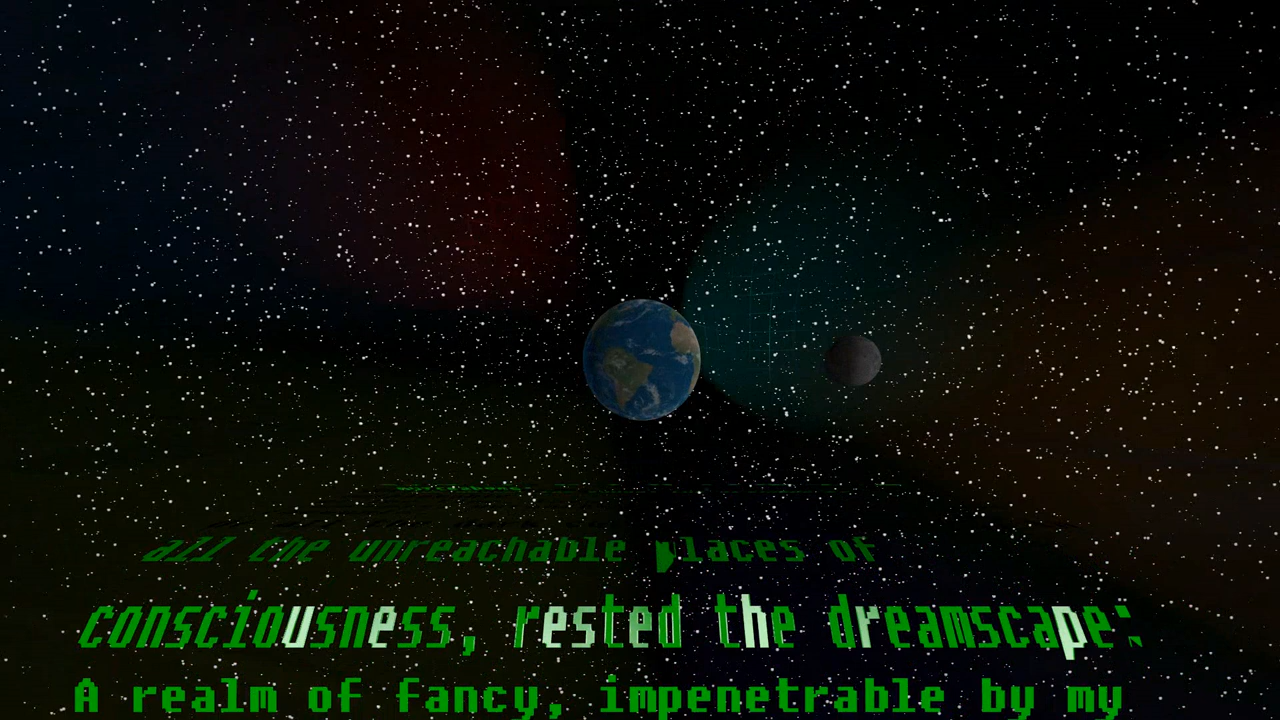 all the unreachable places of
consciousness, rested the dreamscape:
A realm of fancy, impenetrable by my